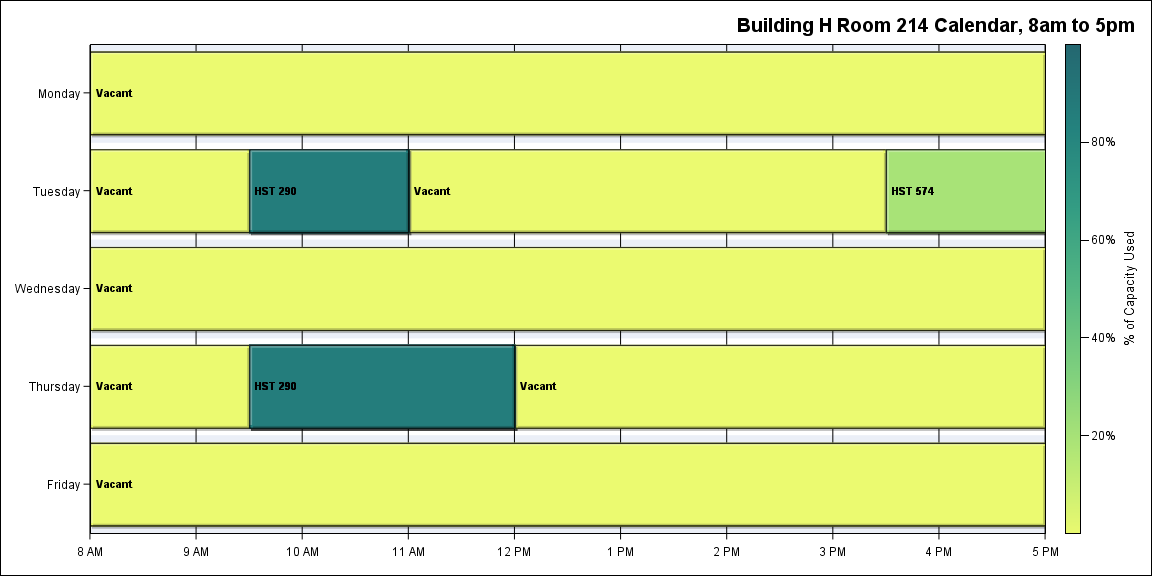 Building H Room 214 Calendar, 8am to 5pm
Monday
Vacant
Tuesday
Vacant
HST 290
Vacant
HST 574
Wednesday
Vacant
Thursday
Vacant
HST 290
Vacant
Friday
Vacant
8 AM
9 AM
10 AM
11 AM
12 PM
1 PM
2 PM
3 PM
4 PM
5 PM
80%
60%
40%
20%
% of Capacity Used